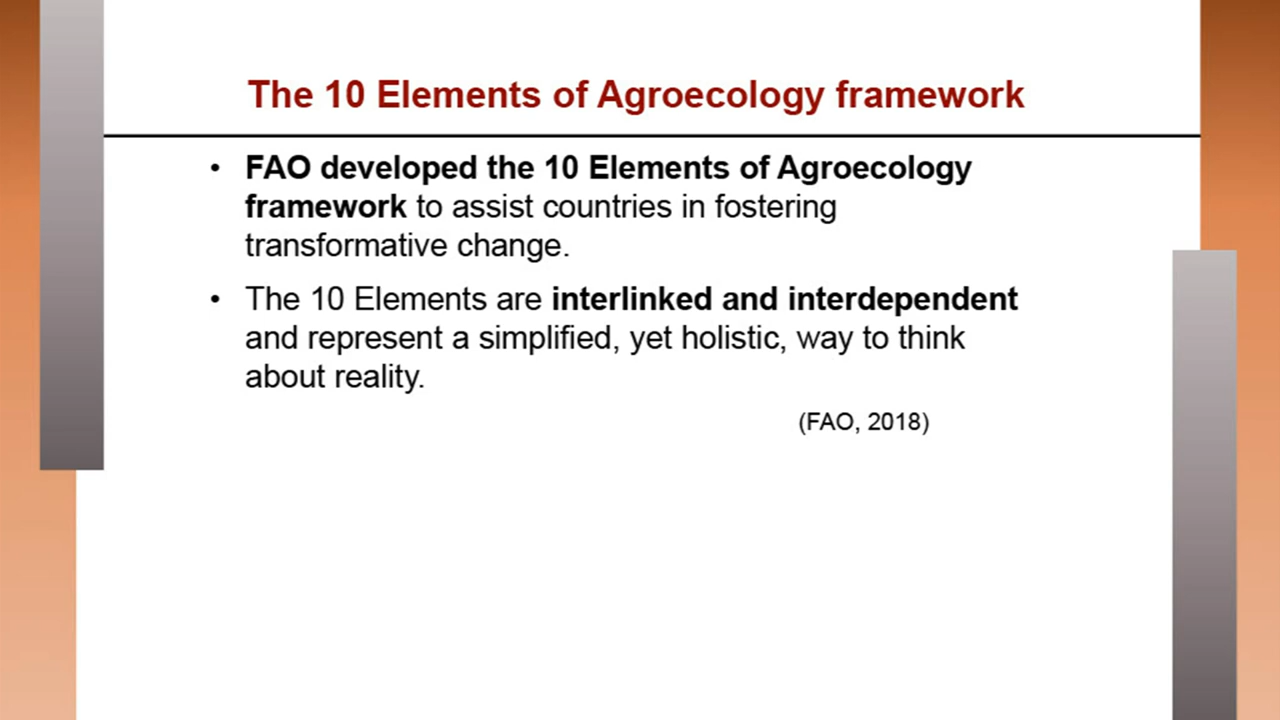 The 10 Elements of Agroecology framework
• FAO developed the 10 Elements of Agroecology
framework to assist countries in fostering
transformative change.
• The 10 Elements are interlinked and interdependent
and represent a simplified, yet holistic, way to think
about reality.
(FAO, 2018)